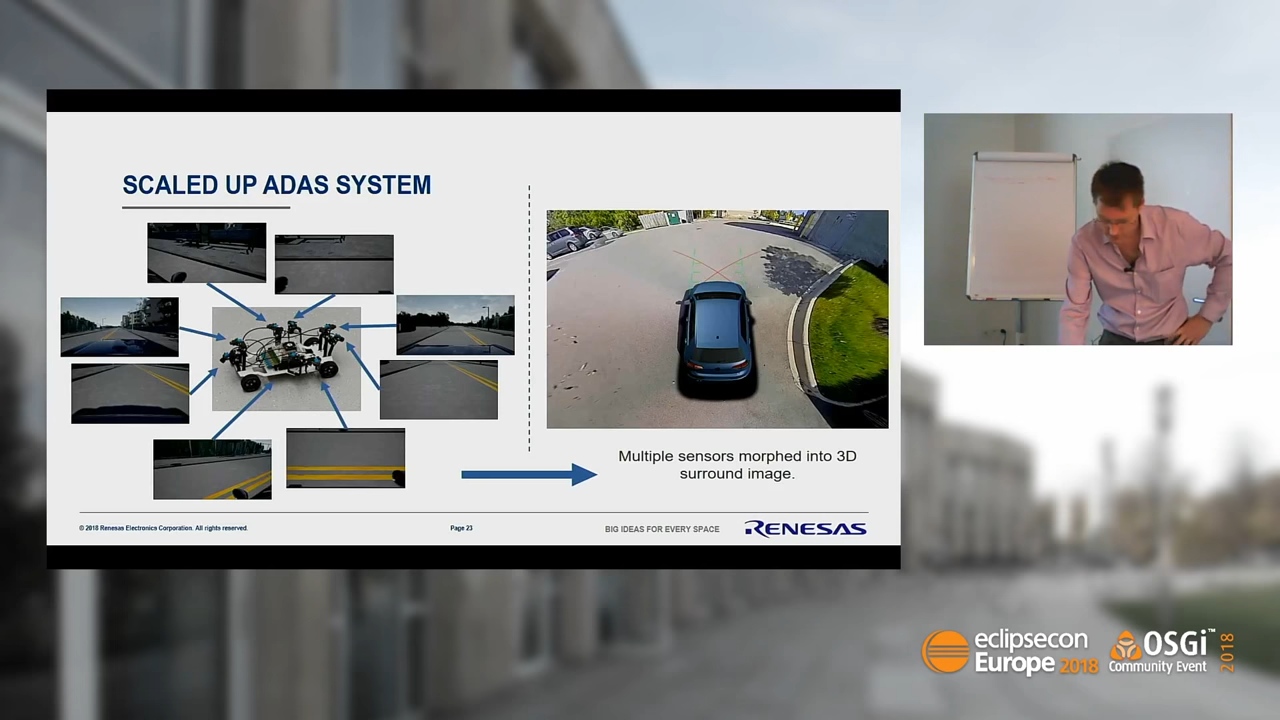 SCALED UP ADAS SYSTEM
Multiple sensors morphed into 3D
surround image.
© 2018 Renesas Electronics Corporation. All rights reserved.
Page 23
BIG IDEAS FOR EVERY SPACE
RENESAS
eclipsecon
Europe 2018
OSGi™
Community Event
2018